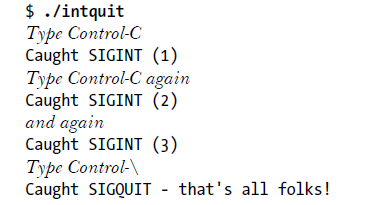 $ ./intquit
Type Control-C
Caught SIGINT (1)
Type Control-C again
Caught SIGINT (2)
and again
Caught SIGINT (3)
Type Control-\
Caught SIGQUIT - that's all folks!